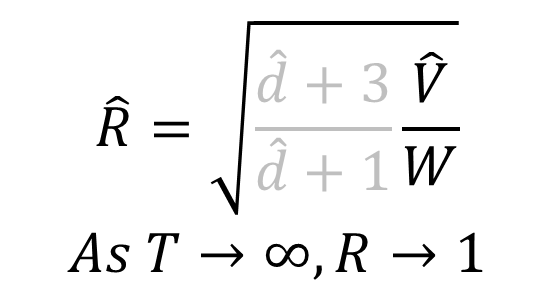 R̂ = √((d̂ + 3)/(d̂ + 1) V̂/W)
As T → ∞, R → 1